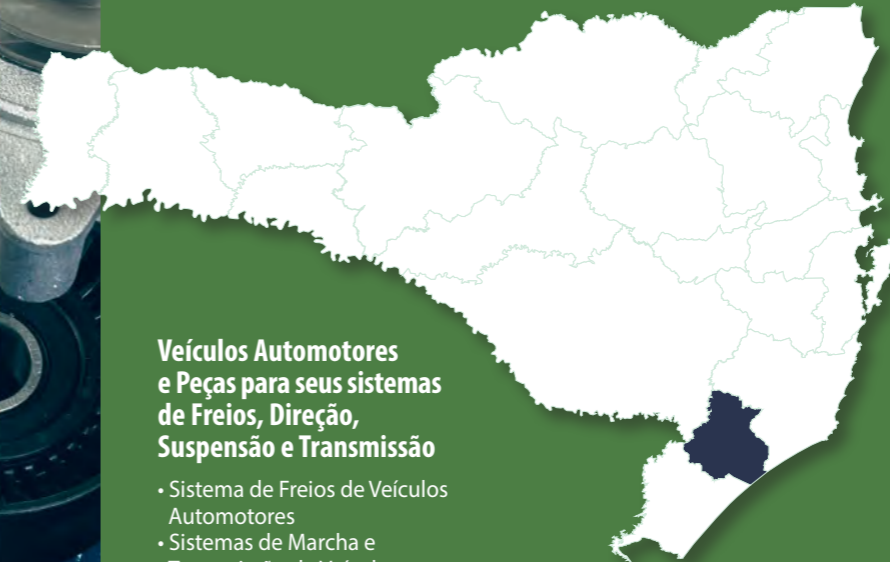 Veículos Automotores
e Peças para seus sistemas
de Freios, Direção,
Suspensão e Transmissão
• Sistema de Freios de Veículos
Automotores
• Sistemas de Marcha e